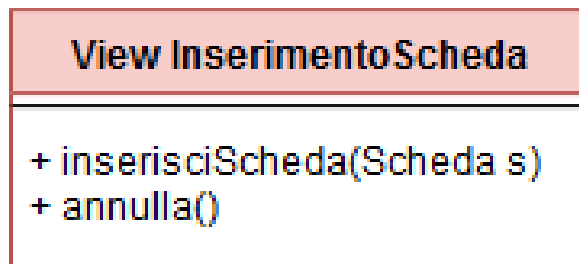 View InserimentoScheda
+ inserisciScheda(Scheda s)
+ annulla()